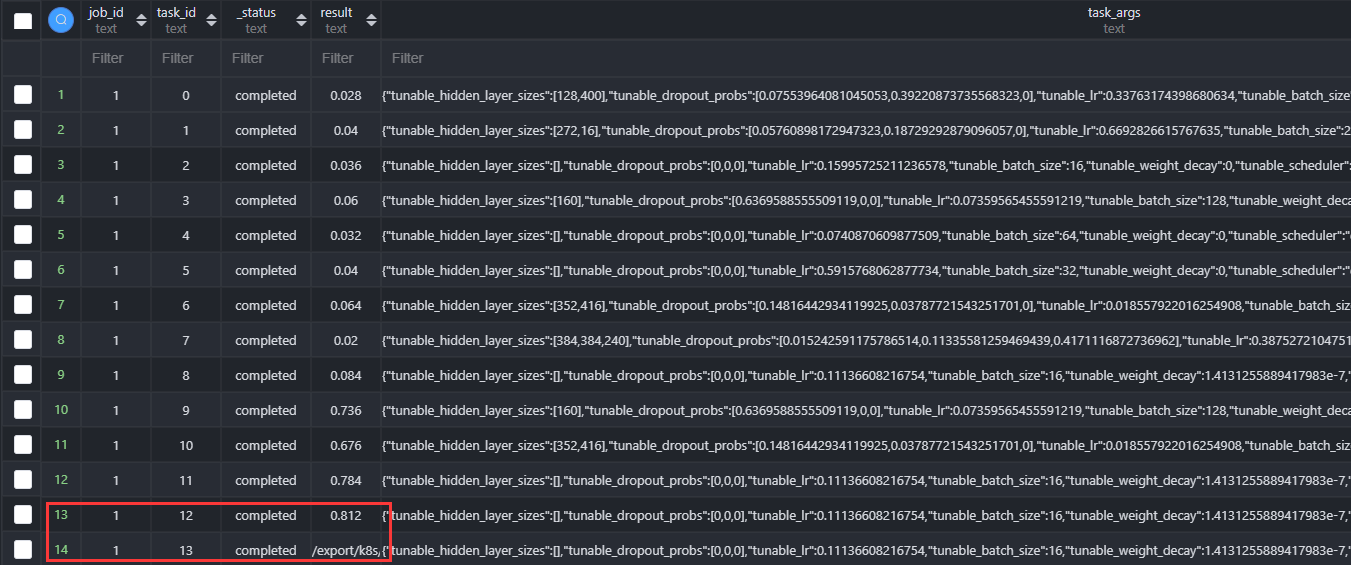 job_id task_id _status result task_args
text text text text text
Filter Filter Filter Filter Filter
1 1 0 completed 0.028 {"tunable_hidden_layer_sizes":[128,400],"tunable_dropout_probs":[0.07553964081045053,0.39220873735568323,0],"tunable_lr":0.33763174398680634,"tunable_batch_size"
2 1 1 completed 0.04 {"tunable_hidden_layer_sizes":[272,16],"tunable_dropout_probs":[0.05760898172947323,0.18729292879096057,0],"tunable_lr":0.6692826615767635,"tunable_batch_size":2
3 1 2 completed 0.036 {"tunable_hidden_layer_sizes":[],"tunable_dropout_probs":[0,0,0],"tunable_lr":0.15995725211236578,"tunable_batch_size":16,"tunable_weight_decay":0,"tunable_scheduler":
4 1 3 completed 0.06 {"tunable_hidden_layer_sizes":[160],"tunable_dropout_probs":[0.6369588555509119,0,0],"tunable_lr":0.07359565455591219,"tunable_batch_size":128,"tunable_weight_deca
5 1 4 completed 0.032 {"tunable_hidden_layer_sizes":[],"tunable_dropout_probs":[0,0,0],"tunable_lr":0.0740870609877509,"tunable_batch_size":64,"tunable_weight_decay":0,"tunable_scheduler":"
6 1 5 completed 0.04 {"tunable_hidden_layer_sizes":[],"tunable_dropout_probs":[0,0,0],"tunable_lr":0.5915768062877734,"tunable_batch_size":32,"tunable_weight_decay":0,"tunable_scheduler":"
7 1 6 completed 0.064 {"tunable_hidden_layer_sizes":[352,416],"tunable_dropout_probs":[0.14816442934119925,0.03787721543251701,0],"tunable_lr":0.018557922016254908,"tunable_batch_siz
8 1 7 completed 0.02 {"tunable_hidden_layer_sizes":[384,384,240],"tunable_dropout_probs":[0.015242591175786514,0.11335581259469439,0.4171116872736962],"tunable_lr":0.3875272104751
9 1 8 completed 0.084 {"tunable_hidden_layer_sizes":[],"tunable_dropout_probs":[0,0,0],"tunable_lr":0.11136608216754,"tunable_batch_size":16,"tunable_weight_decay":1.4131255889417983e-7,"
10 1 9 completed 0.736 {"tunable_hidden_layer_sizes":[160],"tunable_dropout_probs":[0.6369588555509119,0,0],"tunable_lr":0.07359565455591219,"tunable_batch_size":128,"tunable_weight_deca
11 1 10 completed 0.676 {"tunable_hidden_layer_sizes":[352,416],"tunable_dropout_probs":[0.14816442934119925,0.03787721543251701,0],"tunable_lr":0.018557922016254908,"tunable_batch_siz
12 1 11 completed 0.784 {"tunable_hidden_layer_sizes":[],"tunable_dropout_probs":[0,0,0],"tunable_lr":0.11136608216754,"tunable_batch_size":16,"tunable_weight_decay":1.4131255889417983e-7,"
13 1 12 completed 0.812 {"tunable_hidden_layer_sizes":[],"tunable_dropout_probs":[0,0,0],"tunable_lr":0.11136608216754,"tunable_batch_size":16,"tunable_weight_decay":1.4131255889417983e-7,"
14 1 13 completed /export/k8s/ {"tunable_hidden_layer_sizes":[],"tunable_dropout_probs":[0,0,0],"tunable_lr":0.11136608216754,"tunable_batch_size":16,"tunable_weight_decay":1.4131255889417983e-7,"